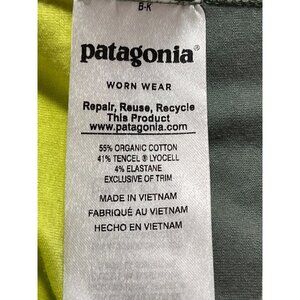 B-K
patagonia®
WORN WEAR
Repair, Reuse, Recycle
This Product
www.patagonia.com
55% ORGANIC COTTON
41% TENCEL ® LYOCELL
4% ELASTANE
EXCLUSIVE OF TRIM
MADE IN VIETNAM
FABRIQUÉ AU VIETNAM
HECHO EN VIETNAM